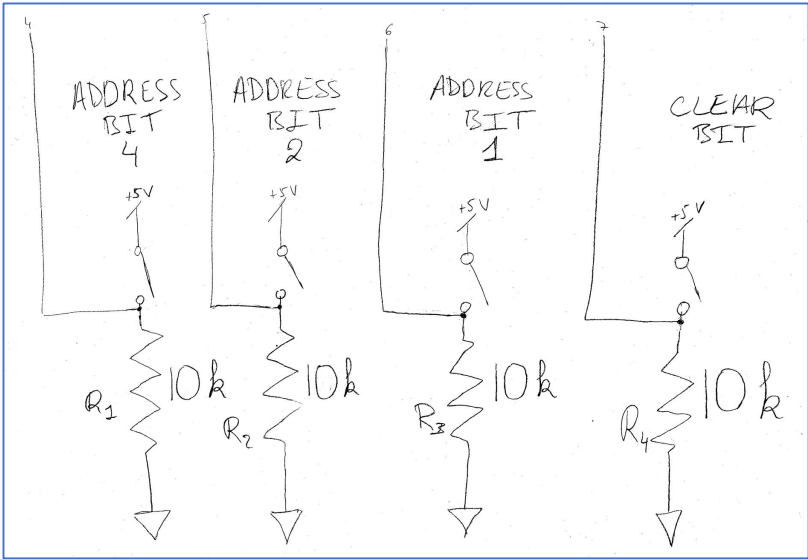 4
5
6
7
ADDRESS
BIT
4
ADDRESS
BIT
2
ADDRESS
BIT
1
CLEAR
BIT
+5V
+5V
+5V
+5V
R1
10k
R2
10k
R3
10k
R4
10k